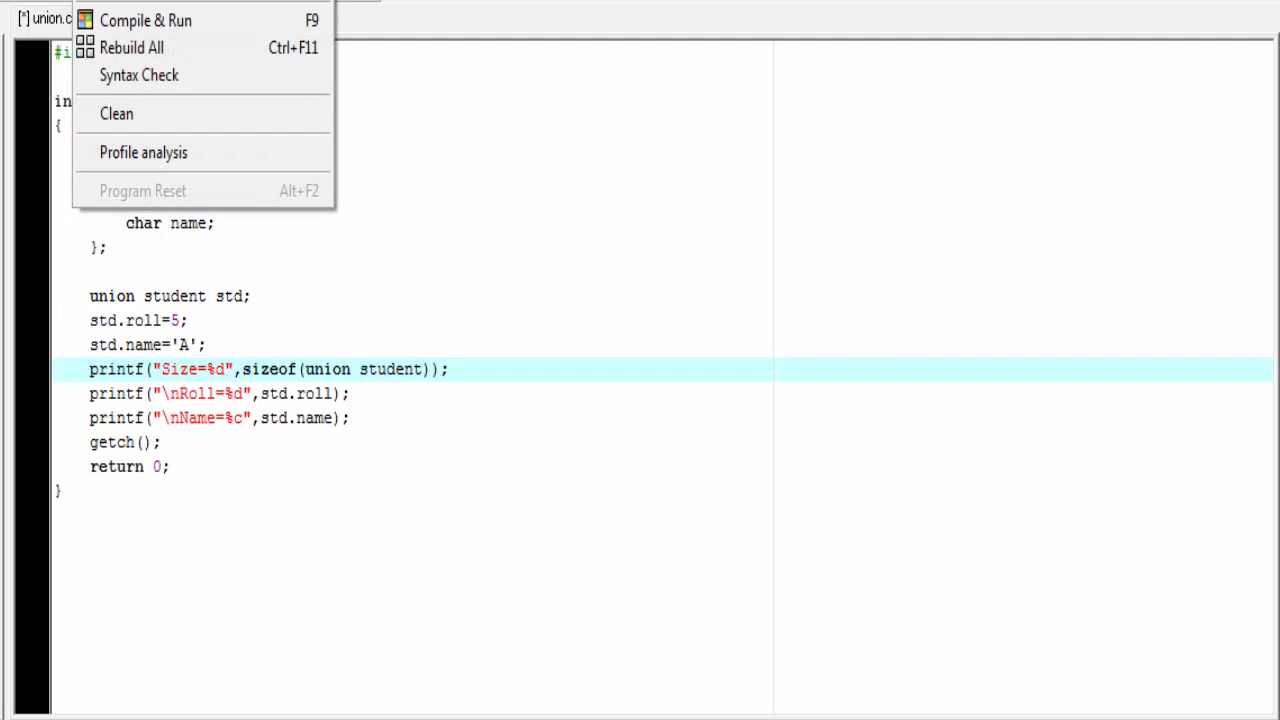 [*] union.c
Compile & Run F9
Rebuild All Ctrl+F11
Syntax Check
Clean
Profile analysis
Program Reset Alt+F2
#i
in
{
char name;
};
union student std;
std.roll=5;
std.name='A';
printf("Size=%d",sizeof(union student));
printf("\nRoll=%d",std.roll);
printf("\nName=%c",std.name);
getch();
return 0;
}